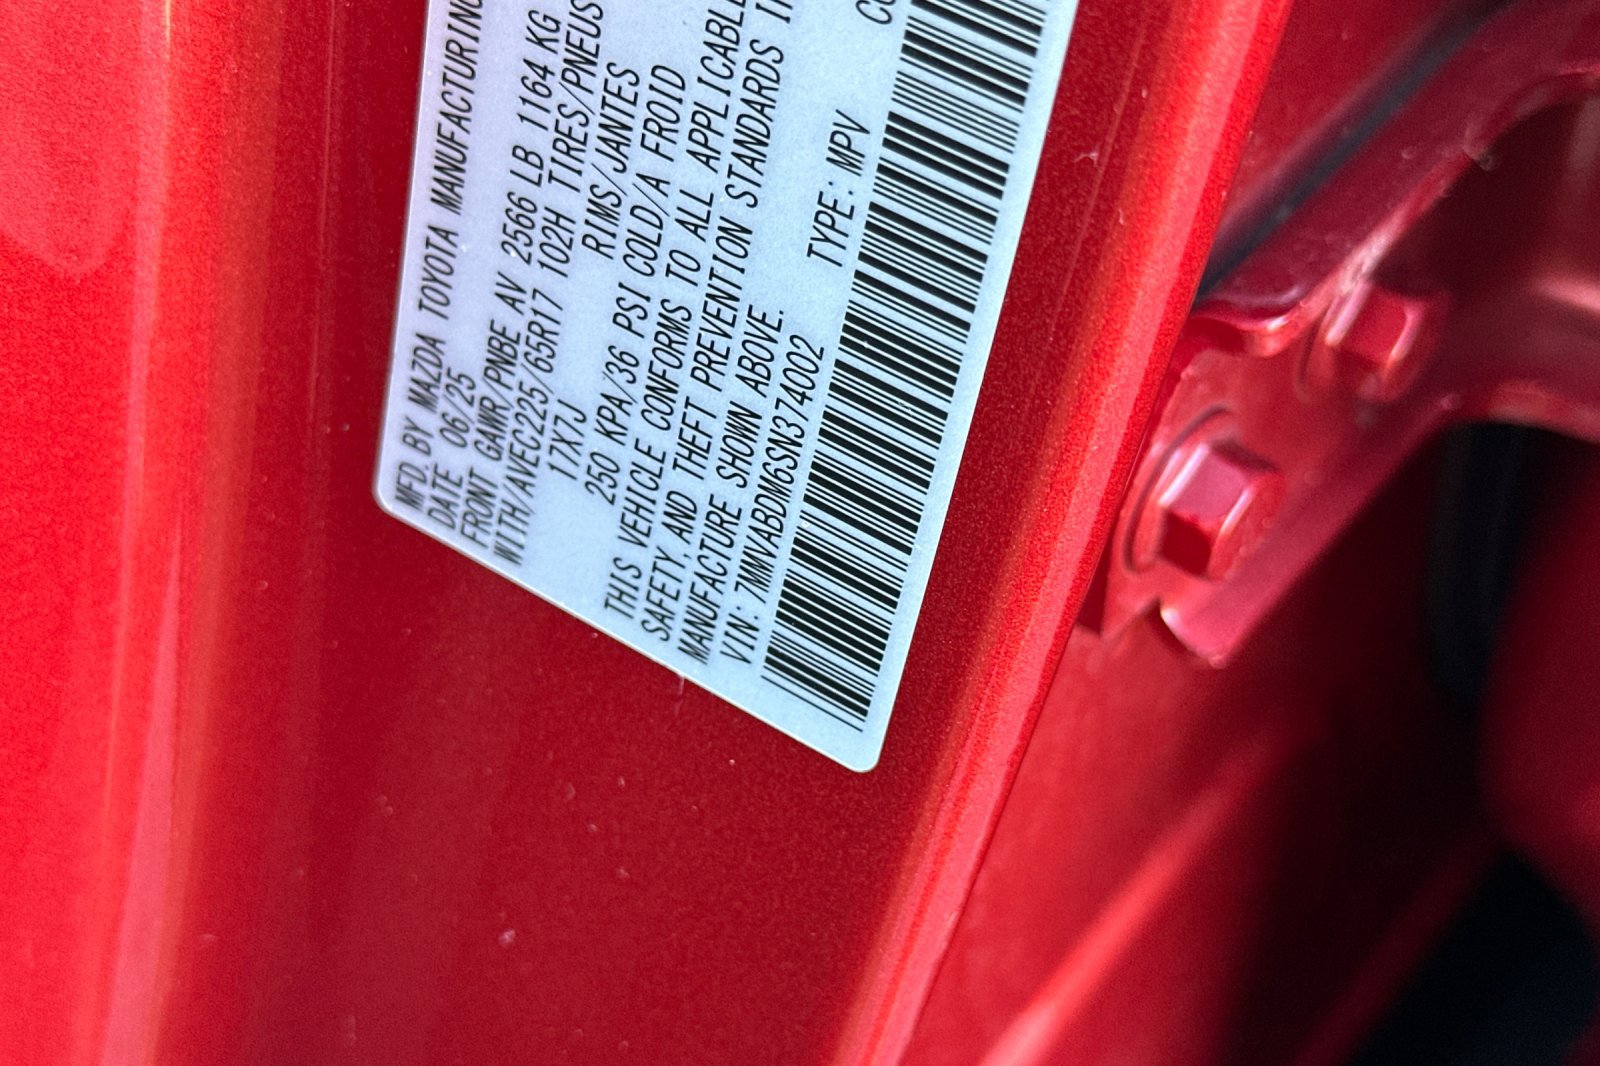 MFD. BY MAZDA TOYOTA MANUFACTURING
DATE 06/25
FRONT GAWR/PNBE AV 2566 LB 1164 KG
WITH/AVEC225/65R17 102H TIRES/PNEUS
17X7J RIMS/JANTES
250 KPA/36 PSI COLD/A FROID
THIS VEHICLE CONFORMS TO ALL APPLICABLE
SAFETY, AND THEFT PREVENTION STANDARDS
MANUFACTURE SHOWN ABOVE.
VIN: 7MMVABDM6SN374002 TYPE: MPV